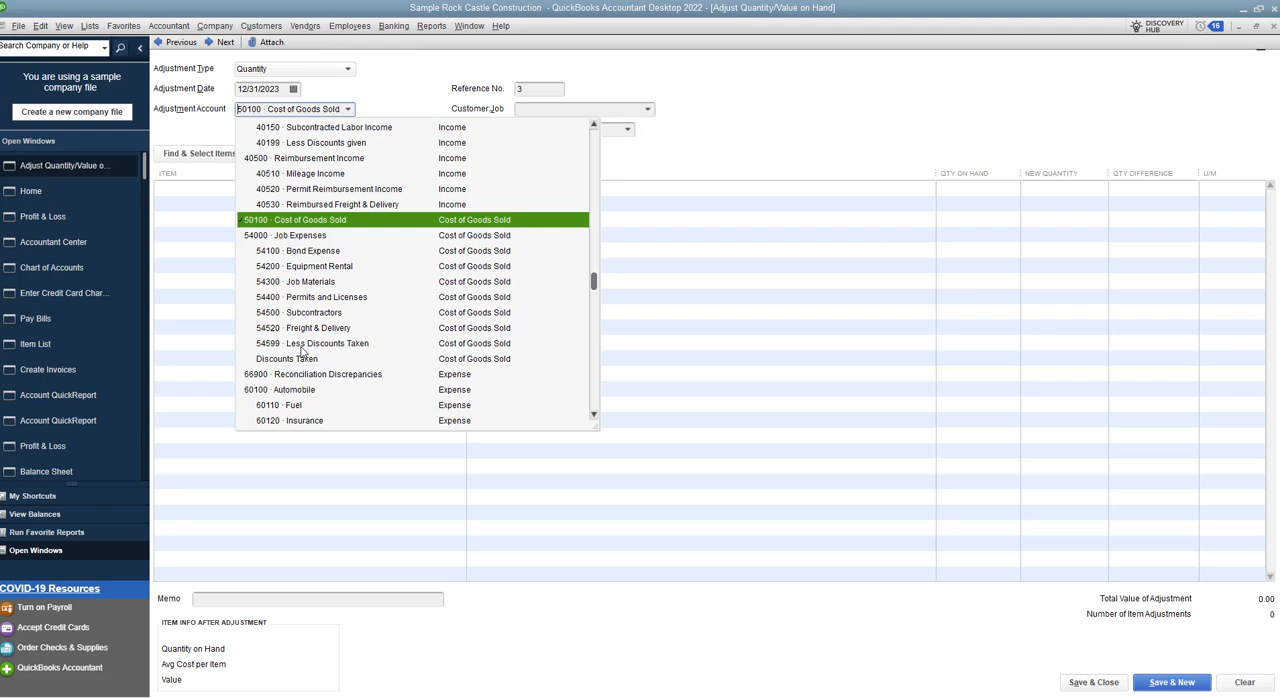 Sample Rock Castle Construction - QuickBooks Accountant Desktop 2022 - [Adjust Quantity/Value on Hand]
File Edit View Lists Favorites Accountant Company Customers Vendors Employees Banking Reports Window Help
DISCOVERY HUB
16
Search Company or Help
Previous Next Attach
You are using a sample
company file
Create a new company file
Open Windows
Adjust Quantity/Value o...
Home
Profit & Loss
Accountant Center
Chart of Accounts
Enter Credit Card Char...
Pay Bills
Item List
Create Invoices
Account QuickReport
Account QuickReport
Profit & Loss
Balance Sheet
My Shortcuts
View Balances
Run Favorite Reports
Open Windows
COVID-19 Resources
Turn on Payroll
Accept Credit Cards
Order Checks & Supplies
QuickBooks Accountant
Adjustment Type Quantity
Adjustment Date 12/31/2023 Reference No. 3
Adjustment Account 50100 · Cost of Goods Sold Customer:Job
Find & Select Items
ITEM QTY ON HAND NEW QUANTITY QTY DIFFERENCE U/M
40150 · Subcontracted Labor Income Income
40199 · Less Discounts given Income
40500 · Reimbursement Income Income
40510 · Mileage Income Income
40520 · Permit Reimbursement Income Income
40530 · Reimbursed Freight & Delivery Income
50100 · Cost of Goods Sold Cost of Goods Sold
54000 · Job Expenses Cost of Goods Sold
54100 · Bond Expense Cost of Goods Sold
54200 · Equipment Rental Cost of Goods Sold
54300 · Job Materials Cost of Goods Sold
54400 · Permits and Licenses Cost of Goods Sold
54500 · Subcontractors Cost of Goods Sold
54520 · Freight & Delivery Cost of Goods Sold
54599 · Less Discounts Taken Cost of Goods Sold
Discounts Taken Cost of Goods Sold
66900 · Reconciliation Discrepancies Expense
60100 · Automobile Expense
60110 · Fuel Expense
60120 · Insurance Expense
Memo
Total Value of Adjustment 0.00
Number of Item Adjustments 0
ITEM INFO AFTER ADJUSTMENT
Quantity on Hand
Avg Cost per Item
Value
Save & Close Save & New Clear